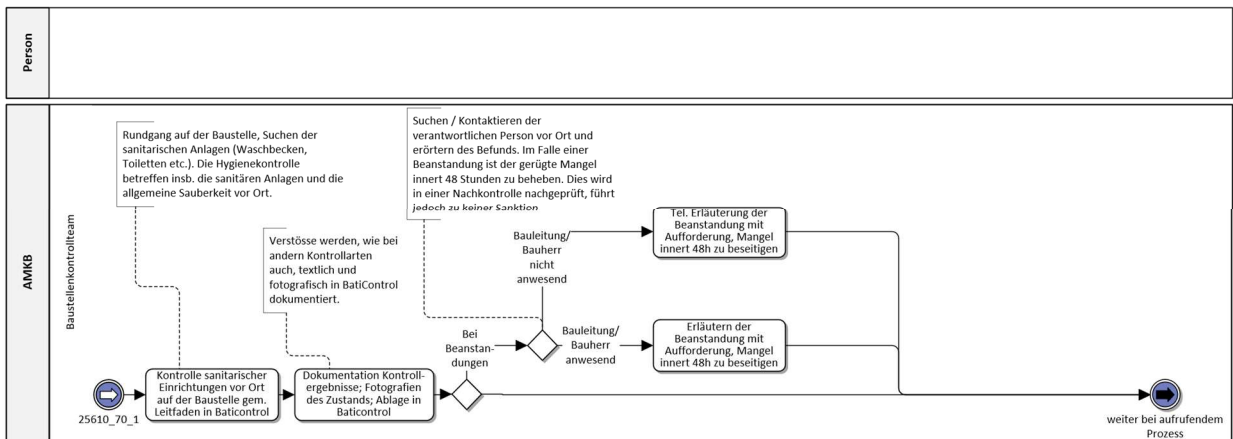 Person
AMKB
Baustellenkontrollteam
Rundgang auf der Baustelle, Suchen der
sanitarischen Anlagen (Waschbecken,
Toiletten etc.). Die Hygienekontrolle
betreffen insb. die sanitären Anlagen und die
allgemeine Sauberkeit vor Ort.
Verstösse werden, wie bei
andern Kontrollarten
auch, textlich und
fotografisch in BatiControl
dokumentiert.
Suchen / Kontaktieren der
verantwortlichen Person vor Ort und
erörtern des Befunds. Im Falle einer
Beanstandung ist der gerügte Mangel
innert 48 Stunden zu beheben. Dies wird
in einer Nachkontrolle nachgeprüft, führt
jedoch zu keiner Sanktion
Bauleitung/
Bauherr
nicht
anwesend
Tel. Erläuterung der
Beanstandung mit
Aufforderung, Mangel
innert 48h zu beseitigen
Bei
Beanstan-
dungen
Bauleitung/
Bauherr
anwesend
Erläutern der
Beanstandung mit
Aufforderung, Mangel
innert 48h zu beseitigen
25610_70_1
Kontrolle sanitarischer
Einrichtungen vor Ort
auf der Baustelle gem.
Leitfaden in Baticontrol
Dokumentation Kontroll-
ergebnisse; Fotografien
des Zustands; Ablage in
Baticontrol
weiter bei aufrufendem
Prozess